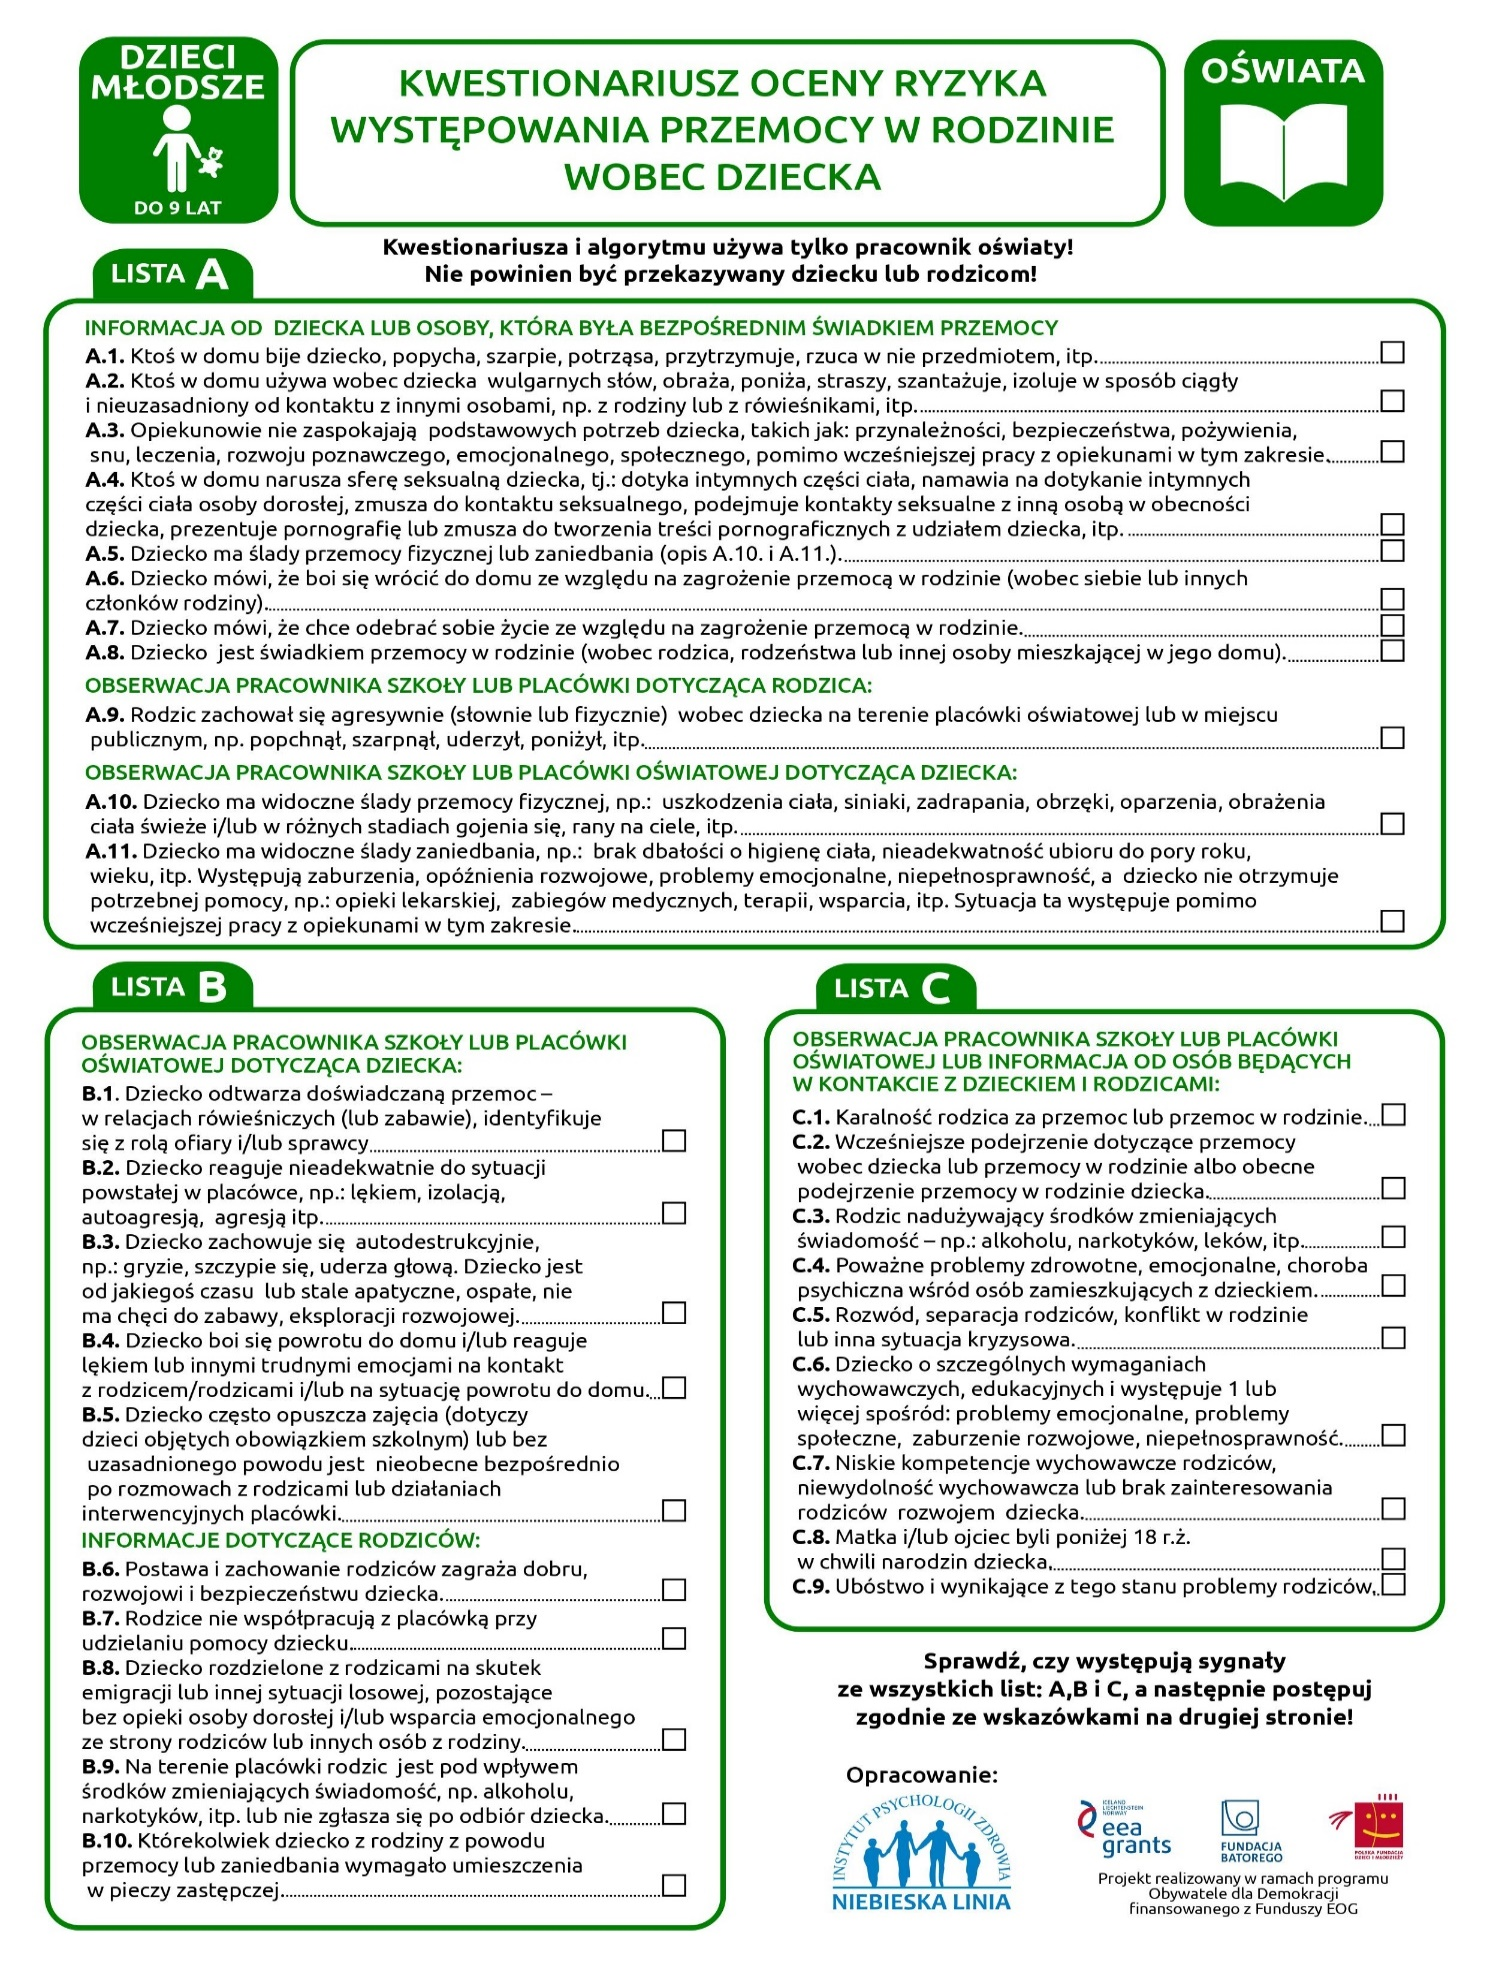 DZIECI
MŁODSZE
DO 9 LAT
KWESTIONARIUSZ OCENY RYZYKA
WYSTĘPOWANIA PRZEMOCY W RODZINIE
WOBEC DZIECKA
OŚWIATA
Kwestionariusza i algorytmu używa tylko pracownik oświaty!
Nie powinien być przekazywany dziecku lub rodzicom!
LISTA A
INFORMACJA OD DZIECKA LUB OSOBY, KTÓRA BYŁA BEZPOŚREDNIM ŚWIADKIEM PRZEMOCY
A.1. Ktoś w domu bije dziecko, popycha, szarpie, potrząsa, przytrzymuje, rzuca w nie przedmiotem, itp.
A.2. Ktoś w domu używa wobec dziecka wulgarnych słów, obraża, poniża, straszy, szantażuje, izoluje w sposób ciągły
i nieuzasadniony od kontaktu z innymi osobami, np. z rodziny lub z rówieśnikami, itp.
A.3. Opiekunowie nie zaspokajają podstawowych potrzeb dziecka, takich jak: przynależności, bezpieczeństwa, pożywienia,
snu, leczenia, rozwoju poznawczego, emocjonalnego, społecznego, pomimo wcześniejszej pracy z opiekunami w tym zakresie.
A.4. Ktoś w domu narusza sferę seksualną dziecka, tj.: dotyka intymnych części ciała, namawia na dotykanie intymnych
części ciała osoby dorosłej, zmusza do kontaktu seksualnego, podejmuje kontakty seksualne z inną osobą w obecności
dziecka, prezentuje pornografię lub zmusza do tworzenia treści pornograficznych z udziałem dziecka, itp.
A.5. Dziecko ma ślady przemocy fizycznej lub zaniedbania (opis A.10. i A.11.).
A.6. Dziecko mówi, że boi się wrócić do domu ze względu na zagrożenie przemocą w rodzinie (wobec siebie lub innych
członków rodziny).
A.7. Dziecko mówi, że chce odebrać sobie życie ze względu na zagrożenie przemocą w rodzinie.
A.8. Dziecko jest świadkiem przemocy w rodzinie (wobec rodzica, rodzeństwa lub innej osoby mieszkającej w jego domu).
OBSERWACJA PRACOWNIKA SZKOŁY LUB PLACÓWKI DOTYCZĄCA RODZICA:
A.9. Rodzic zachował się agresywnie (słownie lub fizycznie) wobec dziecka na terenie placówki oświatowej lub w miejscu
publicznym, np. popchnął, szarpnął, uderzył, poniżył, itp.
OBSERWACJA PRACOWNIKA SZKOŁY LUB PLACÓWKI OŚWIATOWEJ DOTYCZĄCA DZIECKA:
A.10. Dziecko ma widoczne ślady przemocy fizycznej, np.: uszkodzenia ciała, siniaki, zadrapania, obrzęki, oparzenia, obrażenia
ciała świeże i/lub w różnych stadiach gojenia się, rany na ciele, itp.
A.11. Dziecko ma widoczne ślady zaniedbania, np.: brak dbałości o higienę ciała, nieadekwatność ubioru do pory roku,
wieku, itp. Występują zaburzenia, opóźnienia rozwojowe, problemy emocjonalne, niepełnosprawność, a dziecko nie otrzymuje
potrzebnej pomocy, np.: opieki lekarskiej, zabiegów medycznych, terapii, wsparcia, itp. Sytuacja ta występuje pomimo
wcześniejszej pracy z opiekunami w tym zakresie.
LISTA B
OBSERWACJA PRACOWNIKA SZKOŁY LUB PLACÓWKI
OŚWIATOWEJ DOTYCZĄCA DZIECKA:
B.1. Dziecko odtwarza doświadczaną przemoc –
w relacjach rówieśniczych (lub zabawie), identyfikuje
się z rolą ofiary i/lub sprawcy
B.2. Dziecko reaguje nieadekwatnie do sytuacji
powstałej w placówce, np.: lękiem, izolacją,
autoagresją, agresją itp.
B.3. Dziecko zachowuje się autodestrukcyjnie,
np.: gryzie, szczypie się, uderza głową. Dziecko jest
od jakiegoś czasu lub stale apatyczne, ospałe, nie
ma chęci do zabawy, eksploracji rozwojowej.
B.4. Dziecko boi się powrotu do domu i/lub reaguje
lękiem lub innymi trudnymi emocjami na kontakt
z rodzicem/rodzicami i/lub na sytuację powrotu do domu.
B.5. Dziecko często opuszcza zajęcia (dotyczy
dzieci objętych obowiązkiem szkolnym) lub bez
uzasadnionego powodu jest nieobecne bezpośrednio
po rozmowach z rodzicami lub działaniach
interwencyjnych placówki.
INFORMACJE DOTYCZĄCE RODZICÓW:
B.6. Postawa i zachowanie rodziców zagraża dobru,
rozwojowi i bezpieczeństwu dziecka.
B.7. Rodzice nie współpracują z placówką przy
udzielaniu pomocy dziecku.
B.8. Dziecko rozdzielone z rodzicami na skutek
emigracji lub innej sytuacji losowej, pozostające
bez opieki osoby dorosłej i/lub wsparcia emocjonalnego
ze strony rodziców lub innych osób z rodziny.
B.9. Na terenie placówki rodzic jest pod wpływem
środków zmieniających świadomość, np. alkoholu,
narkotyków, itp. lub nie zgłasza się po odbiór dziecka.
B.10. Którekolwiek dziecko z rodziny z powodu
przemocy lub zaniedbania wymagało umieszczenia
w pieczy zastępczej.
LISTA C
OBSERWACJA PRACOWNIKA SZKOŁY LUB PLACÓWKI
OŚWIATOWEJ LUB INFORMACJA OD OSÓB BĘDĄCYCH
W KONTAKCIE Z DZIECKIEM I RODZICAMI:
C.1. Karalność rodzica za przemoc lub przemoc w rodzinie.
C.2. Wcześniejsze podejrzenie dotyczące przemocy
wobec dziecka lub przemocy w rodzinie albo obecne
podejrzenie przemocy w rodzinie dziecka.
C.3. Rodzic nadużywający środków zmieniających
świadomość – np.: alkoholu, narkotyków, leków, itp.
C.4. Poważne problemy zdrowotne, emocjonalne, choroba
psychiczna wśród osób zamieszkujących z dzieckiem.
C.5. Rozwód, separacja rodziców, konflikt w rodzinie
lub inna sytuacja kryzysowa.
C.6. Dziecko o szczególnych wymaganiach
wychowawczych, edukacyjnych i występuje 1 lub
więcej spośród: problemy emocjonalne, problemy
społeczne, zaburzenie rozwojowe, niepełnosprawność.
C.7. Niskie kompetencje wychowawcze rodziców,
niewydolność wychowawcza lub brak zainteresowania
rodziców rozwojem dziecka.
C.8. Matka i/lub ojciec byli poniżej 18 r.ż.
w chwili narodzin dziecka.
C.9. Ubóstwo i wynikające z tego stanu problemy rodziców.
Sprawdź, czy występują sygnały
ze wszystkich list: A,B i C, a następnie postępuj
zgodnie ze wskazówkami na drugiej stronie!
Opracowanie:
INSTYTUT PSYCHOLOGII ZDROWIA
NIEBIESKA LINIA
ICELAND
LIECHTENSTEIN
NORWAY
eea
grants
FUNDACJA
BATOREGO
POLSKA FUNDACJA
DZIECI I MŁODZIEŻY
Projekt realizowany w ramach programu
Obywatele dla Demokracji
finansowanego z Funduszy EOG